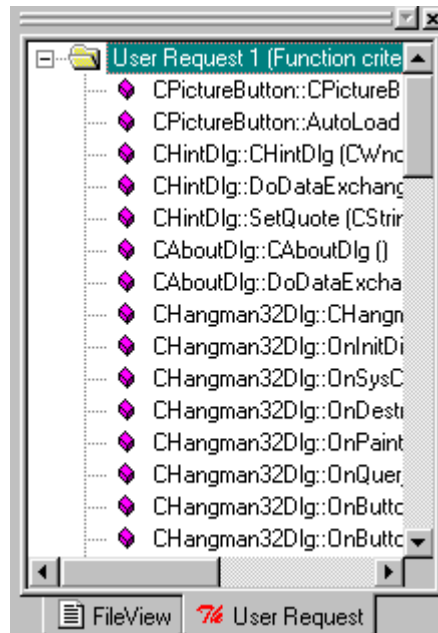 User Request 1 (Function crite
CPictureButton::CPictureB
CPictureButton::AutoLoad
CHintDlg::CHintDlg (CWnd
CHintDlg::DoDataExchang
CHintDlg::SetQuote (CStrin
CAboutDlg::CAboutDlg ()
CAboutDlg::DoDataExcha
CHangman32Dlg::CHangn
CHangman32Dlg::OnInitDi
CHangman32Dlg::OnSysC
CHangman32Dlg::OnDestr
CHangman32Dlg::OnPaint
CHangman32Dlg::OnQuer
CHangman32Dlg::OnButto
CHangman32Dlg::OnButto
FileView User Request